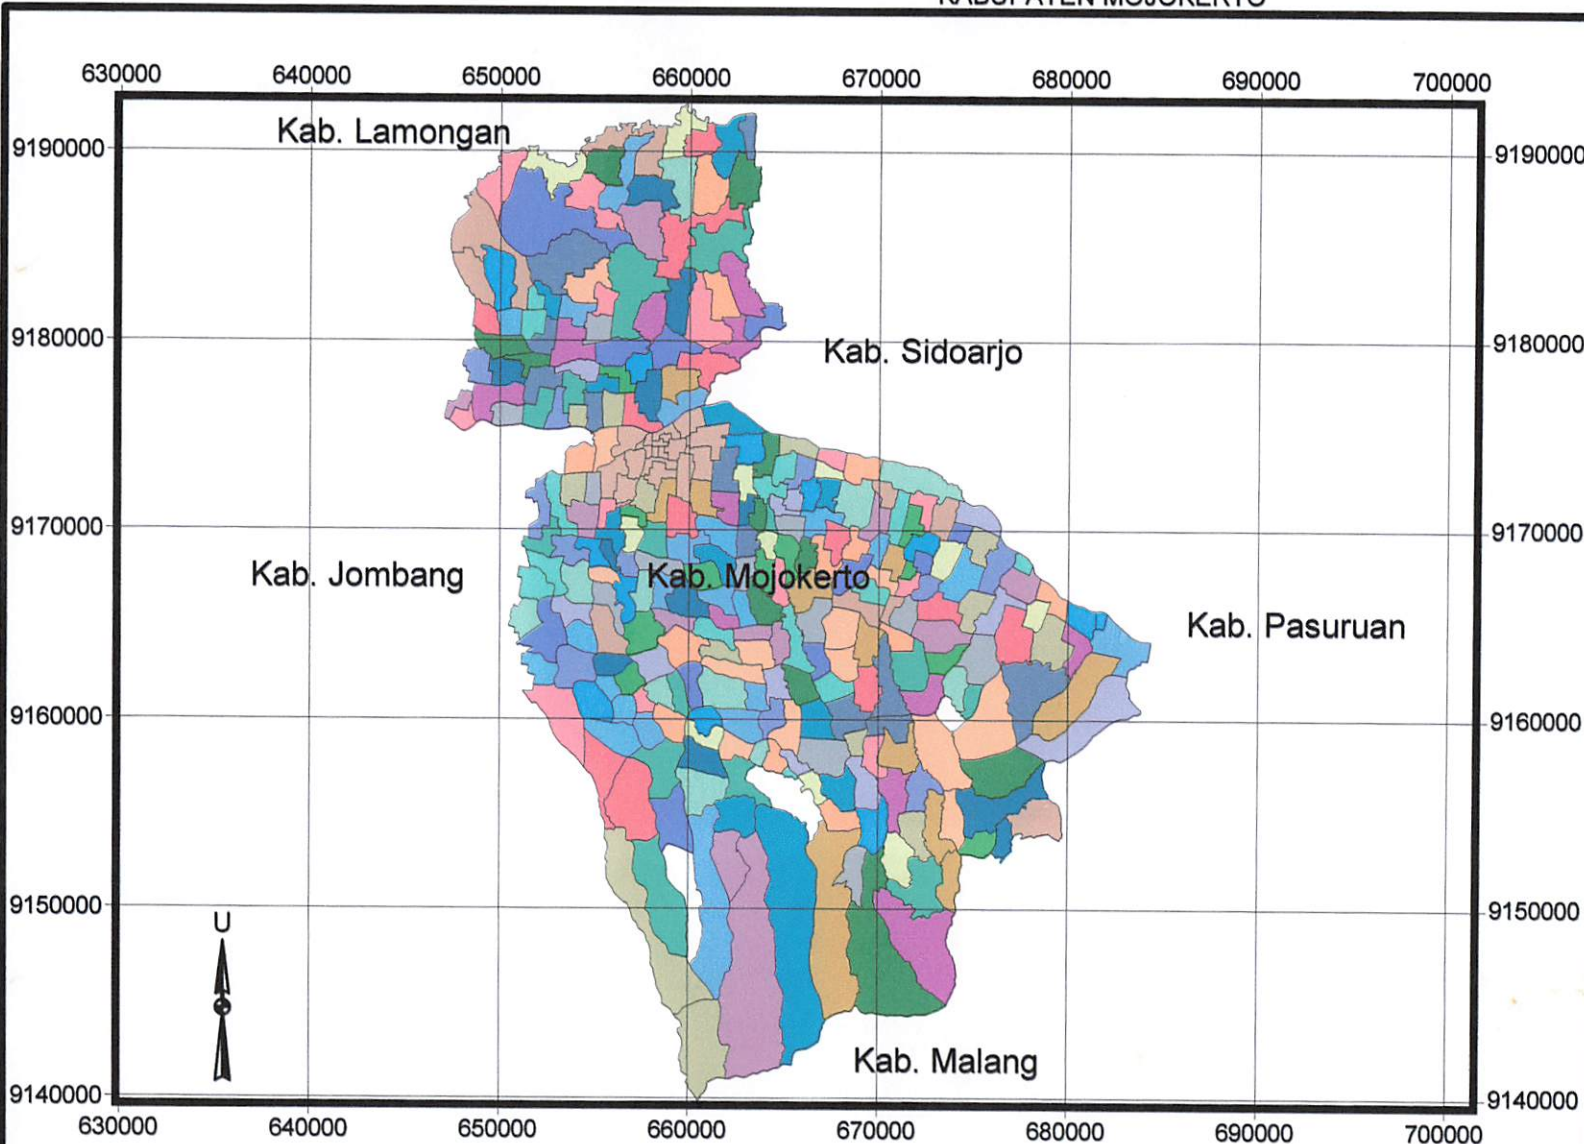 KABUPATEN MOJOKERTO
630000 640000 650000 660000 670000 680000 690000 700000
Kab. Lamongan
9190000 9190000
9180000 Kab. Sidoarjo 9180000
9170000 9170000
Kab. Jombang Kab. Mojokerto
Kab. Pasuruan
9160000 9160000
9150000 9150000
U
Kab. Malang
9140000 9140000
630000 640000 650000 660000 670000 680000 690000 700000